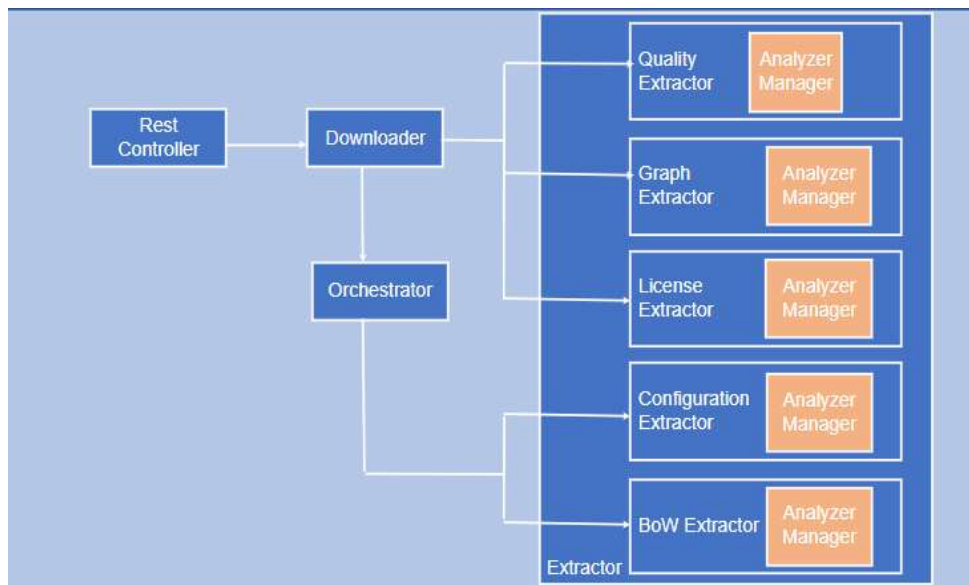 Rest
Controller
Downloader
Orchestrator
Quality
Extractor
Analyzer
Manager
Graph
Extractor
Analyzer
Manager
License
Extractor
Analyzer
Manager
Configuration
Extractor
Analyzer
Manager
BoW Extractor
Analyzer
Manager
Extractor